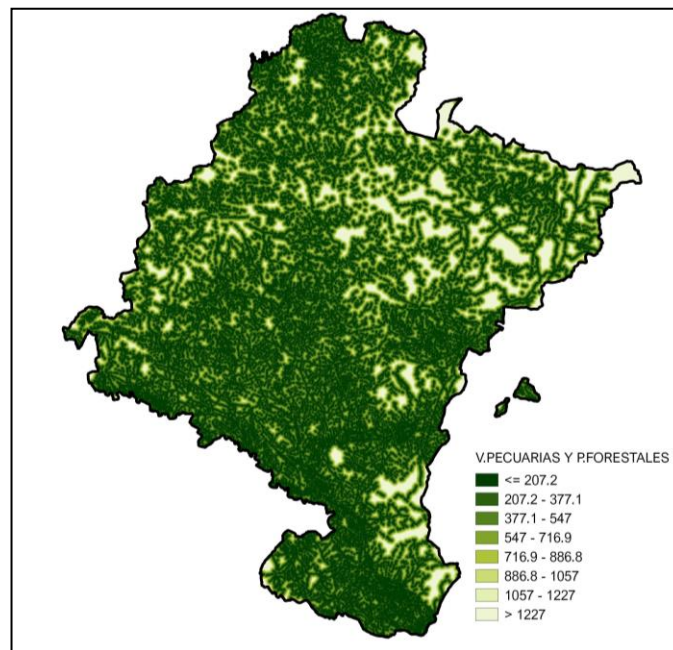 V.PECUARIAS Y P.FORESTALES
<= 207.2
207.2 - 377.1
377.1 - 547
547 - 716.9
716.9 - 886.8
886.8 - 1057
1057 - 1227
> 1227